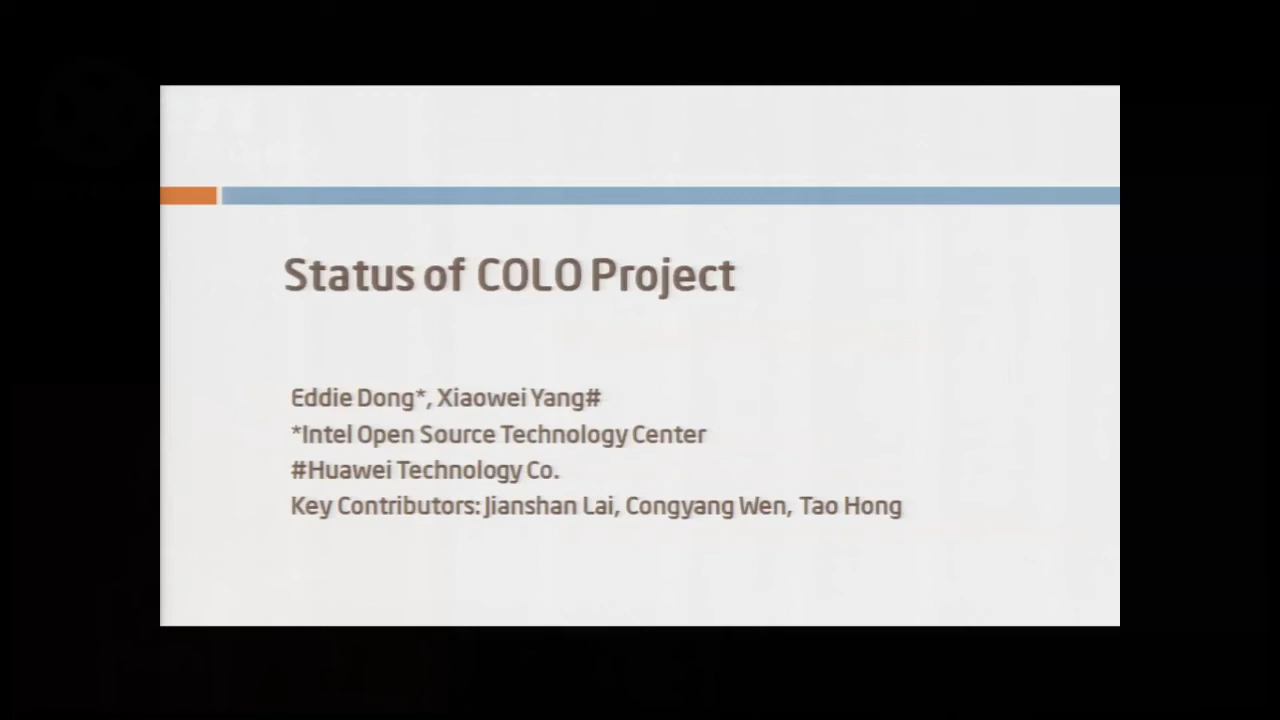 Status of COLO Project
Eddie Dong*, Xiaowei Yang#
*Intel Open Source Technology Center
#Huawei Technology Co.
Key Contributors: Jianshan Lai, Congyang Wen, Tao Hong